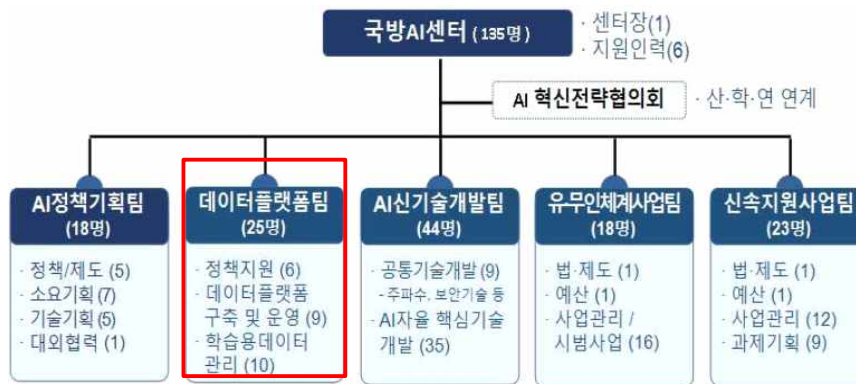 국방AI센터 (135명)
· 센터장(1)
· 지원인력(6)
AI 혁신전략협의회
· 산·학·연 연계
AI정책기획팀
(18명)
· 정책/제도 (5)
· 소요기획(7)
· 기술기획(5)
· 대외협력 (1)
데이터플랫폼팀
(25명)
· 정책지원 (6)
· 데이터플랫폼
구축 및 운영 (9)
· 학습용데이터
관리 (10)
AI신기술개발팀
(44명)
· 공통기술개발 (9)
- 주파수, 보안기술 등
· AI자율 핵심기술
개발 (35)
유무인체계사업팀
(18명)
· 법·제도 (1)
· 예산 (1)
· 사업관리 /
시범사업 (16)
신속지원사업팀
(23명)
· 법·제도 (1)
· 예산 (1)
· 사업관리 (12)
· 과제기획 (9)